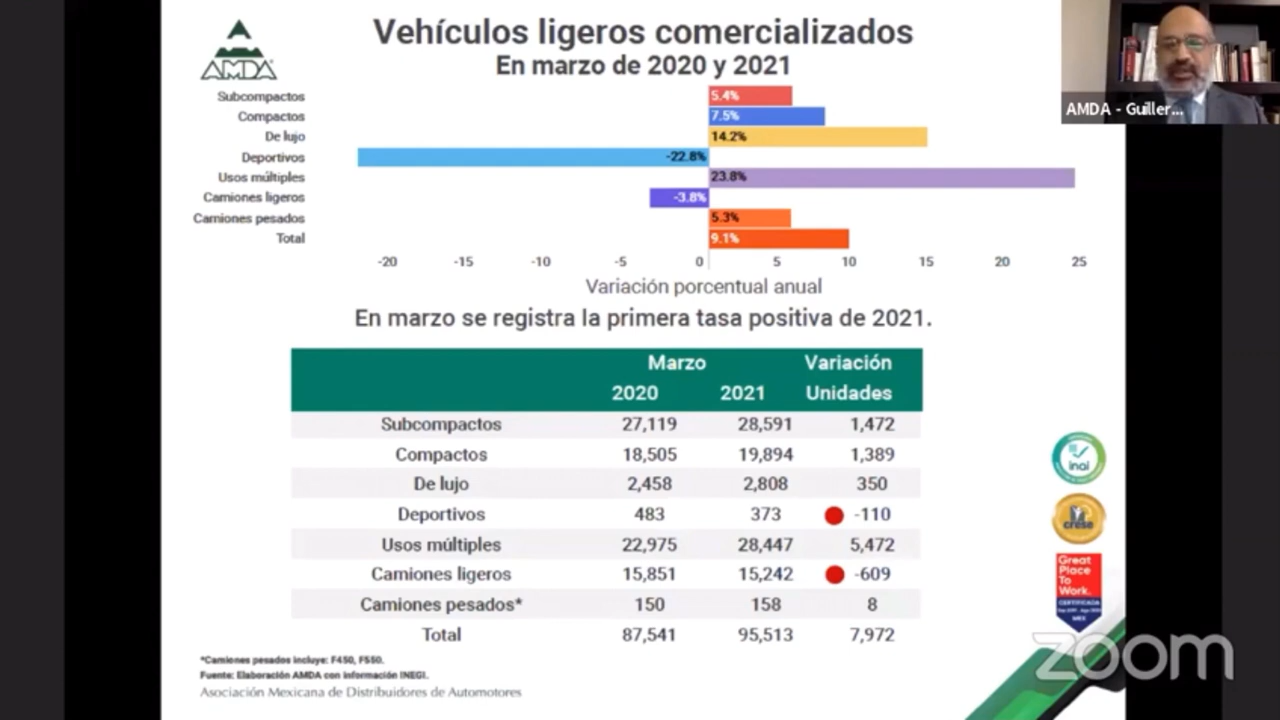 Vehículos ligeros comercializados
En marzo de 2020 y 2021
AMDA
AMDA - Guiller...
Subcompactos 5.4%
Compactos 7.5%
De lujo 14.2%
Deportivos -22.8%
Usos múltiples 23.8%
Camiones ligeros -3.8%
Camiones pesados 5.3%
Total 9.1%
-20 -15 -10 -5 0 5 10 15 20 25
Variación porcentual anual
En marzo se registra la primera tasa positiva de 2021.
Marzo Variación
2020 2021 Unidades
Subcompactos 27,119 28,591 1,472
Compactos 18,505 19,894 1,389
De lujo 2,458 2,808 350
Deportivos 483 373 -110
Usos múltiples 22,975 28,447 5,472
Camiones ligeros 15,851 15,242 -609
Camiones pesados* 150 158 8
Total 87,541 95,513 7,972
inai
crese
Great
Place
To
Work.
CERTIFICADA
*Camiones pesados incluye: F450, F550.
Fuente: Elaboración AMDA con información INEGI.
Asociación Mexicana de Distribuidores de Automotores
zoom